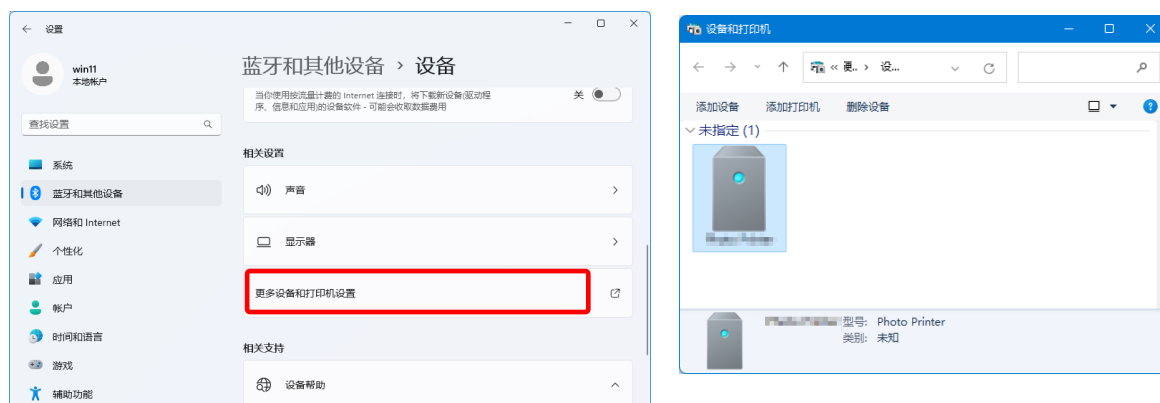 设置
win11
本地帐户
查找设置
系统
蓝牙和其他设备
网络和 Internet
个性化
应用
帐户
时间和语言
游戏
辅助功能
蓝牙和其他设备 › 设备
当你使用按流量计费的 Internet 连接时，将下载新设备(驱动程
序、信息和应用)的设备软件 - 可能会收取数据费用
关
相关设置
声音
显示器
更多设备和打印机设置
相关支持
设备帮助
设备和打印机
« 更.. › 设...
添加设备 添加打印机 删除设备
未指定 (1)
型号: Photo Printer
类别: 未知